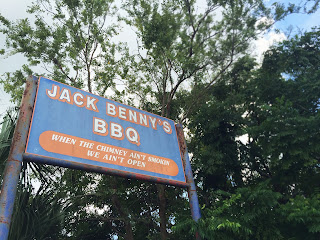 JACK BENNY'S
BBQ
WHEN THE CHIMNEY AIN'T SMOKIN
WE AIN'T OPEN